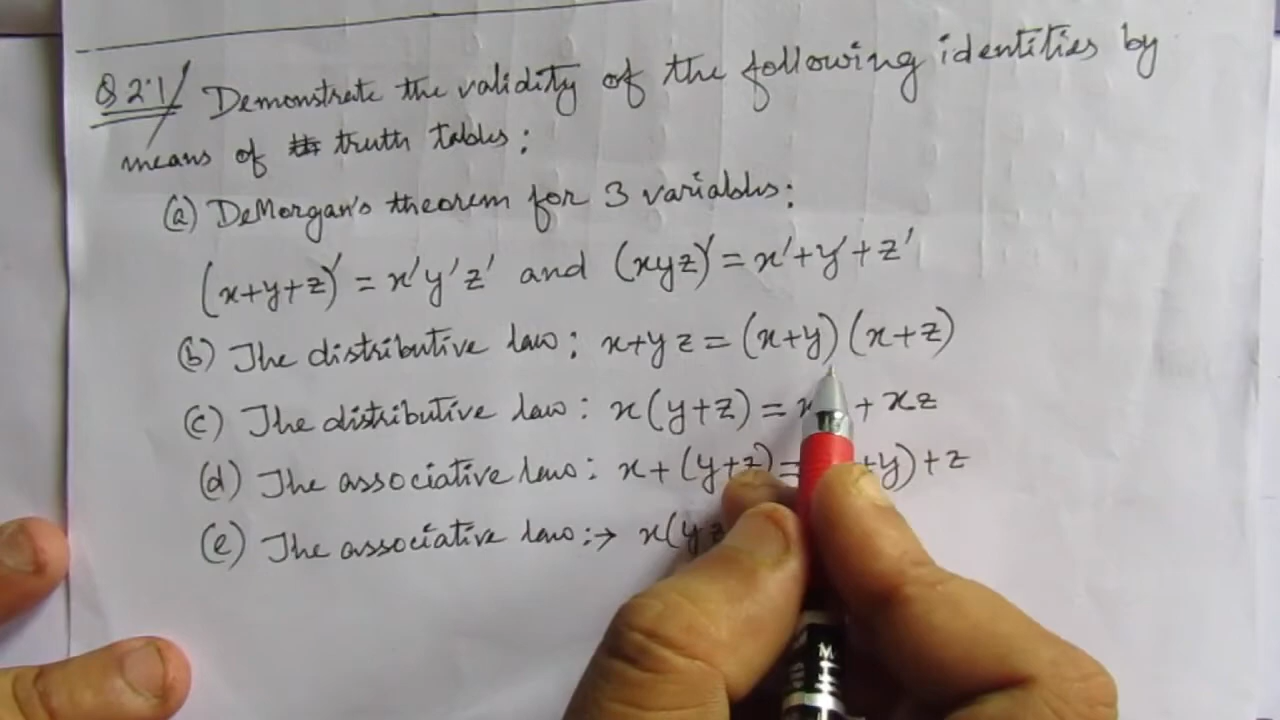 Q 2.1/ Demonstrate the validity of the following identities by
means of truth tables:
(a) DeMorgan's theorem for 3 variables:
(x+y+z)' = x'y'z' and (xyz)' = x'+y'+z'
(b) The distributive law: x+yz = (x+y)(x+z)
(c) The distributive law: x(y+z) = x + xz
(d) The associative law: x+(y+z) = +y)+z
(e) The associative law:→ x(yz
M